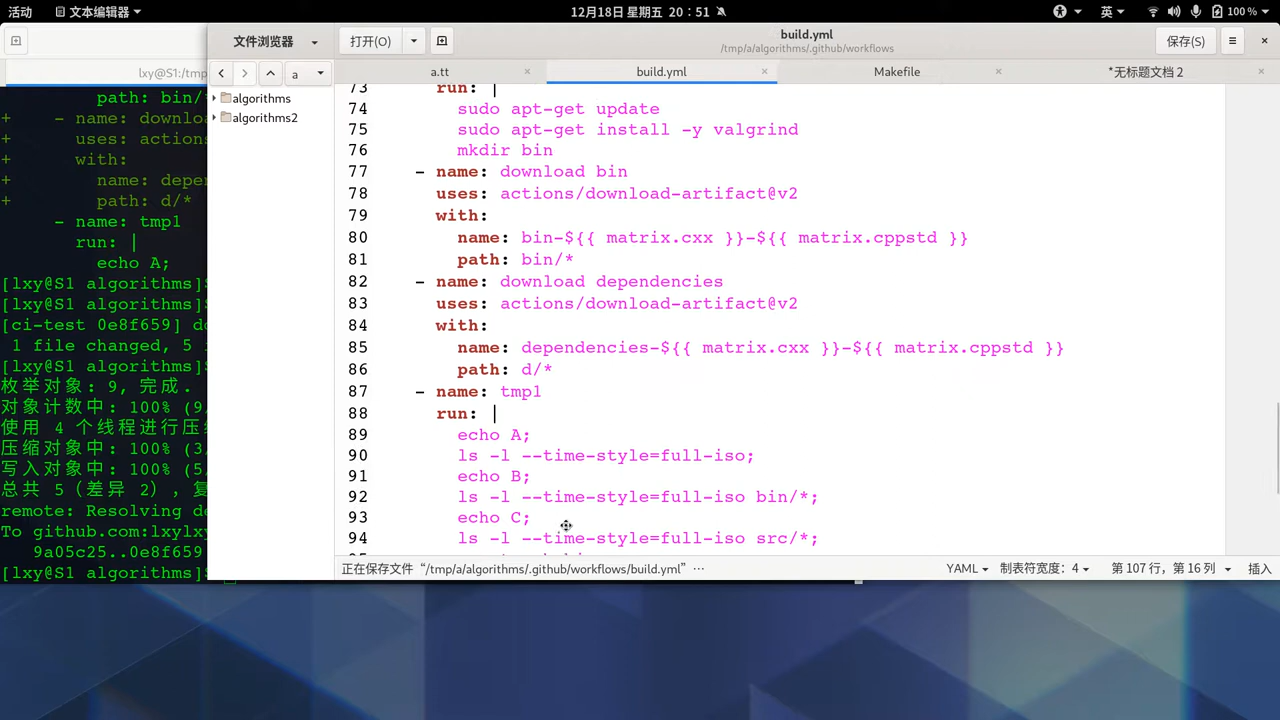 活动
文本编辑器
12月18日 星期五 20：51
英
100 %
文件浏览器
打开(O)
build.yml
/tmp/a/algorithms/.github/workflows
保存(S)
lxy@S1:/tmp
a
a.tt
build.yml
Makefile
*无标题文档 2
algorithms
algorithms2
path: bin/*
+ - name: downloa
+ uses: actions
+ with:
+ name: depe
+ path: d/*
- name: tmp1
run: |
echo A;
[lxy@S1 algorithms]$
[lxy@S1 algorithms]$
[ci-test 0e8f659] do
1 file changed, 5 i
[lxy@S1 algorithms]$
枚举对象: 9, 完成.
对象计数中: 100% (9
使用 4 个线程进行压缩
压缩对象中: 100% (3
写入对象中: 100% (5
总共 5（差异 2），复
remote: Resolving de
To github.com:lxylxy
9a05c25..0e8f659
[lxy@S1 algorithms]$
73 run: |
74 sudo apt-get update
75 sudo apt-get install -y valgrind
76 mkdir bin
77 - name: download bin
78 uses: actions/download-artifact@v2
79 with:
80 name: bin-${{ matrix.cxx }}-${{ matrix.cppstd }}
81 path: bin/*
82 - name: download dependencies
83 uses: actions/download-artifact@v2
84 with:
85 name: dependencies-${{ matrix.cxx }}-${{ matrix.cppstd }}
86 path: d/*
87 - name: tmp1
88 run: |
89 echo A;
90 ls -l --time-style=full-iso;
91 echo B;
92 ls -l --time-style=full-iso bin/*;
93 echo C;
94 ls -l --time-style=full-iso src/*;
正在保存文件“/tmp/a/algorithms/.github/workflows/build.yml” ⋯
YAML
制表符宽度：4
第 107 行，第 16 列
插入